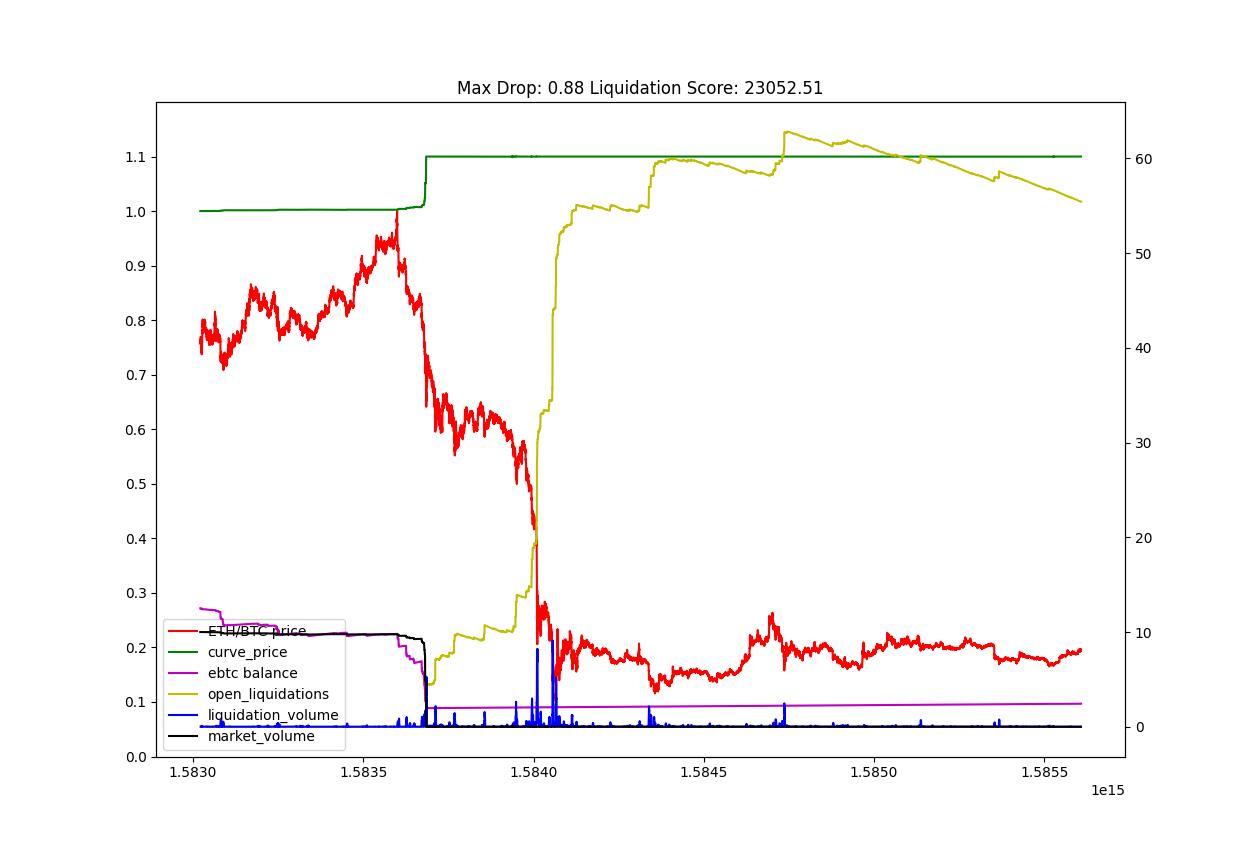 Max Drop: 0.88 Liquidation Score: 23052.51
1.1
1.0
0.9
0.8
0.7
0.6
0.5
0.4
0.3
0.2
0.1
0.0
60
50
40
30
20
10
0
ETH/BTC price
curve_price
ebtc balance
open_liquidations
liquidation_volume
market_volume
1.5830 1.5835 1.5840 1.5845 1.5850 1.5855
1e15